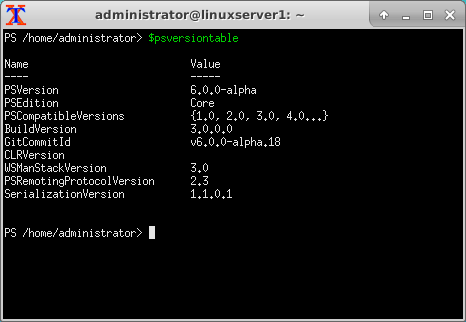 administrator@linuxserver1: ~
PS /home/administrator> $psversiontable
Name Value
---- -----
PSVersion 6.0.0-alpha
PSEdition Core
PSCompatibleVersions {1.0, 2.0, 3.0, 4.0...}
BuildVersion 3.0.0.0
GitCommitId v6.0.0-alpha.18
CLRVersion
WSManStackVersion 3.0
PSRemotingProtocolVersion 2.3
SerializationVersion 1.1.0.1
PS /home/administrator>